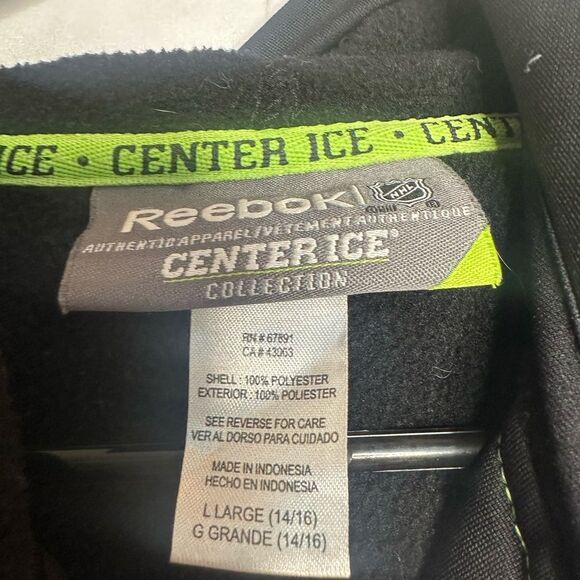 ICE • CENTER ICE • CENT
Reebok NHL
AUTHENTIC APPAREL/VÊTEMENT AUTHENTIQUE
CENTER ICE®
COLLECTION
RN # 67891
CA # 43063
SHELL : 100% POLYESTER
EXTERIOR : 100% POLIESTER
SEE REVERSE FOR CARE
VER AL DORSO PARA CUIDADO
MADE IN INDONESIA
HECHO EN INDONESIA
L LARGE (14/16)
G GRANDE (14/16)